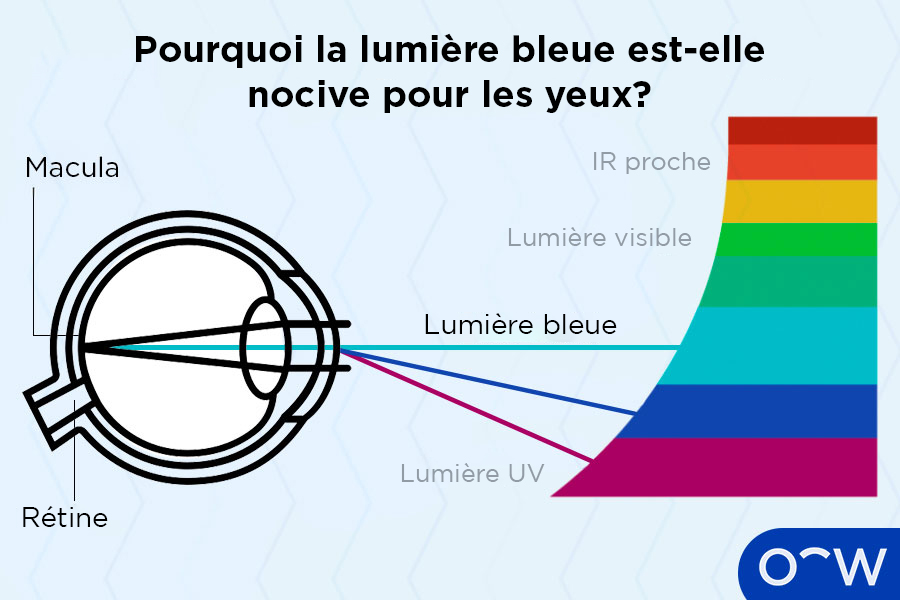 Pourquoi la lumière bleue est-elle
nocive pour les yeux?
Macula
IR proche
Lumière visible
Lumière bleue
Lumière UV
Rétine